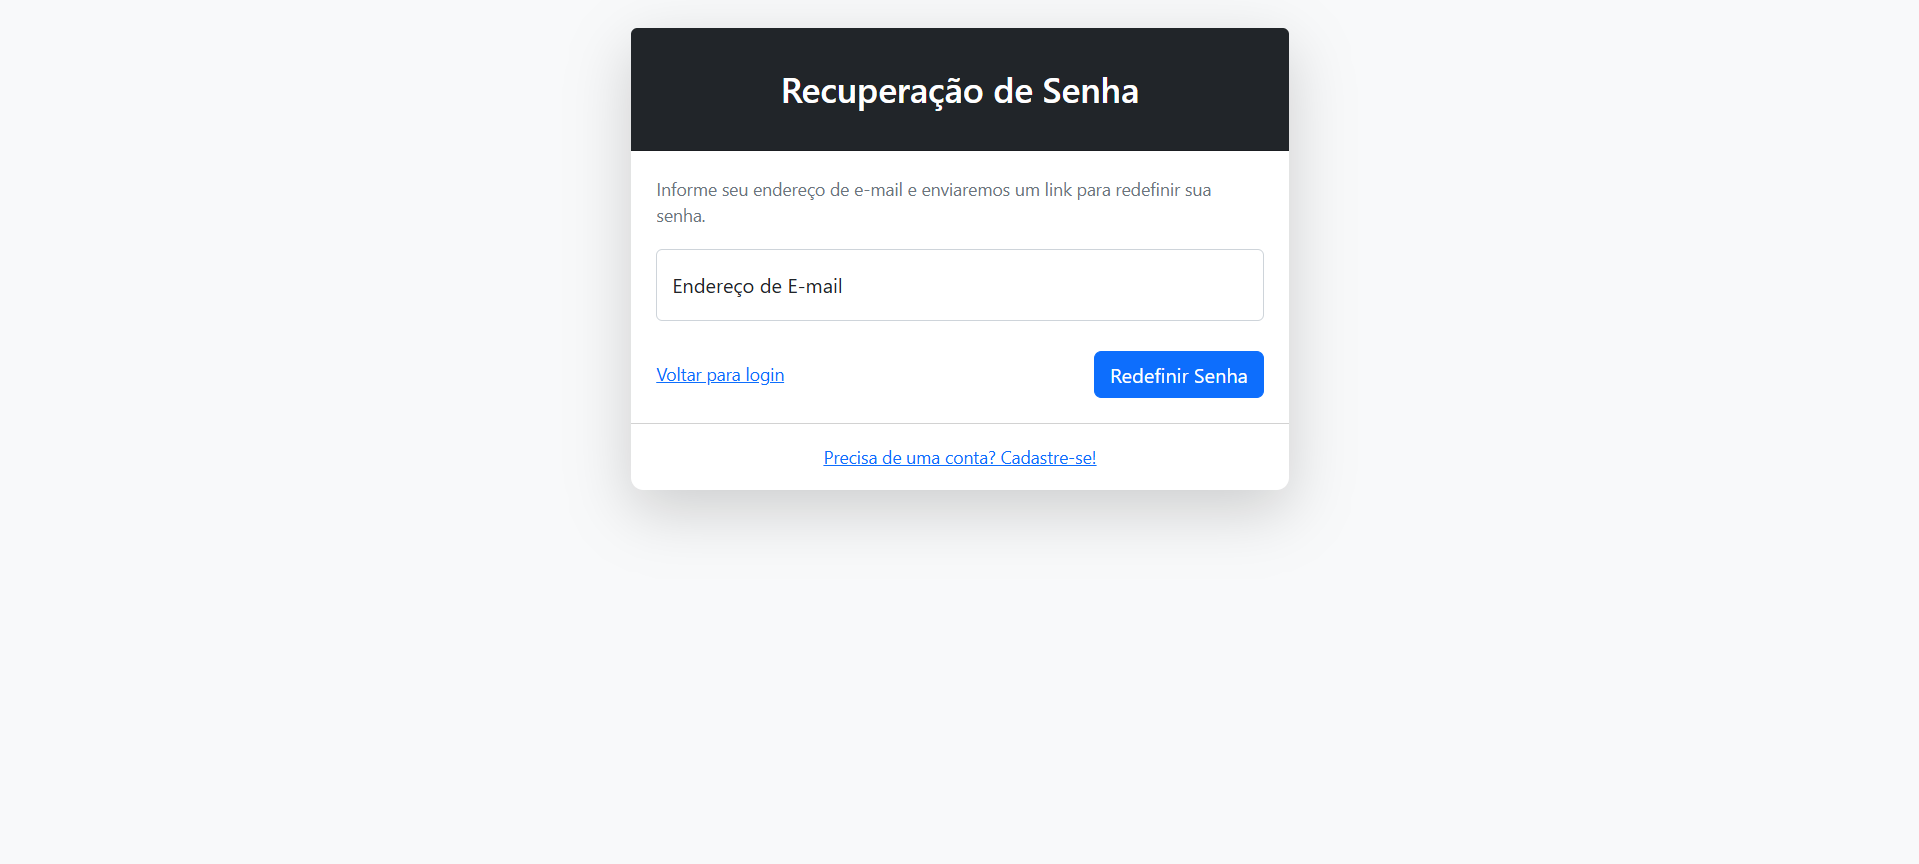 Recuperação de Senha
Informe seu endereço de e-mail e enviaremos um link para redefinir sua
senha.
Endereço de E-mail
Voltar para login
Redefinir Senha
Precisa de uma conta? Cadastre-se!